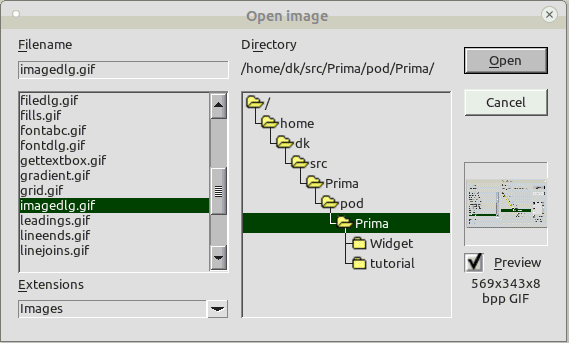 Open image
Filename
imagedlg.gif
filedlg.gif
fills.gif
fontabc.gif
fontdlg.gif
gettextbox.gif
gradient.gif
grid.gif
imagedlg.gif
leadings.gif
lineends.gif
linejoins.gif
Extensions
Images
Directory
/home/dk/src/Prima/pod/Prima/
/
home
dk
src
Prima
pod
Prima
Widget
tutorial
Open
Cancel
Preview
569x343x8
bpp GIF